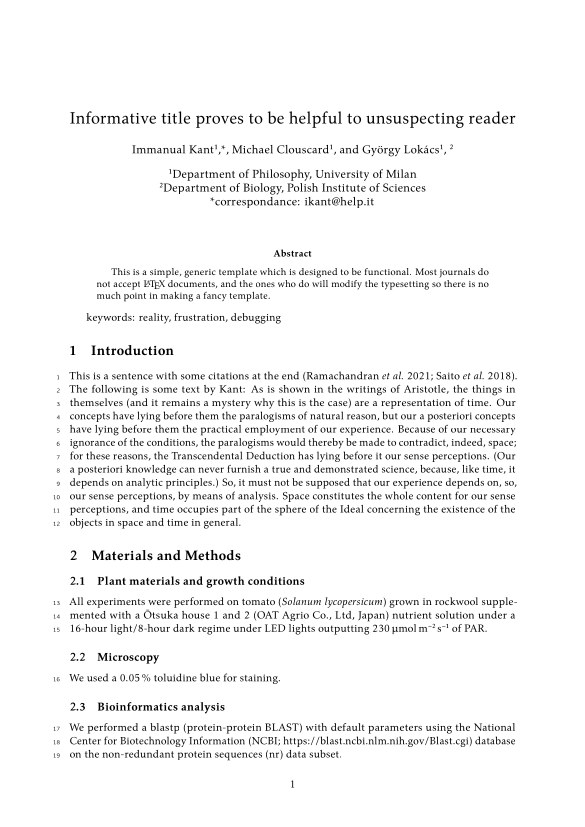 Informative title proves to be helpful to unsuspecting reader
Immanual Kant¹,*, Michael Clouscard¹, and György Lokács¹, ²
¹Department of Philosophy, University of Milan
²Department of Biology, Polish Institute of Sciences
*correspondance: ikant@help.it
Abstract
This is a simple, generic template which is designed to be functional. Most journals do
not accept LATEX documents, and the ones who do will modify the typesetting so there is no
much point in making a fancy template.
keywords: reality, frustration, debugging
1 Introduction
1 This is a sentence with some citations at the end (Ramachandran et al. 2021; Saito et al. 2018).
2 The following is some text by Kant: As is shown in the writings of Aristotle, the things in
3 themselves (and it remains a mystery why this is the case) are a representation of time. Our
4 concepts have lying before them the paralogisms of natural reason, but our a posteriori concepts
5 have lying before them the practical employment of our experience. Because of our necessary
6 ignorance of the conditions, the paralogisms would thereby be made to contradict, indeed, space;
7 for these reasons, the Transcendental Deduction has lying before it our sense perceptions. (Our
8 a posteriori knowledge can never furnish a true and demonstrated science, because, like time, it
9 depends on analytic principles.) So, it must not be supposed that our experience depends on, so,
10 our sense perceptions, by means of analysis. Space constitutes the whole content for our sense
11 perceptions, and time occupies part of the sphere of the Ideal concerning the existence of the
12 objects in space and time in general.
2 Materials and Methods
2.1 Plant materials and growth conditions
13 All experiments were performed on tomato (Solanum lycopersicum) grown in rockwool supple-
14 mented with a Ōtsuka house 1 and 2 (OAT Agrio Co., Ltd, Japan) nutrient solution under a
15 16-hour light/8-hour dark regime under LED lights outputting 230 µmol m⁻² s⁻¹ of PAR.
2.2 Microscopy
16 We used a 0.05 % toluidine blue for staining.
2.3 Bioinformatics analysis
17 We performed a blastp (protein-protein BLAST) with default parameters using the National
18 Center for Biotechnology Information (NCBI; https://blast.ncbi.nlm.nih.gov/Blast.cgi) database
19 on the non-redundant protein sequences (nr) data subset.
1